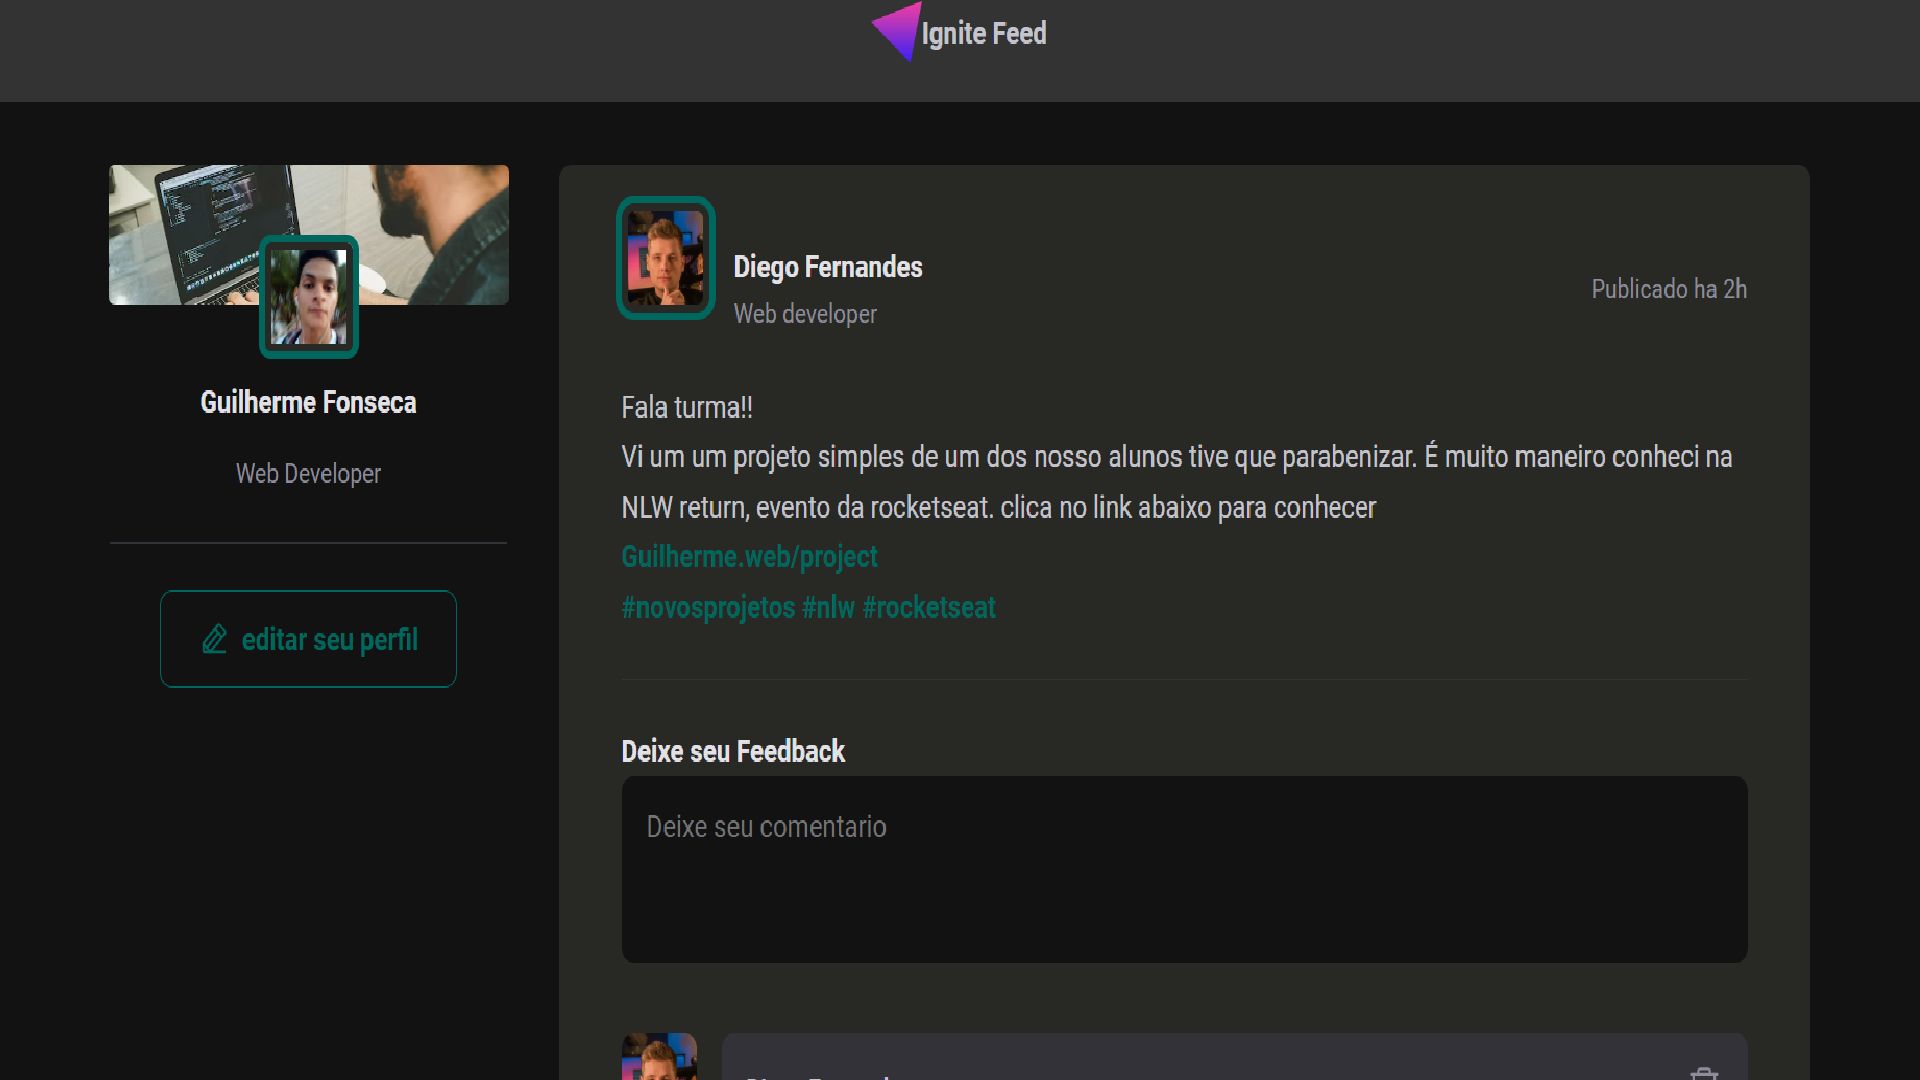 Ignite Feed
Guilherme Fonseca
Web Developer
editar seu perfil
Diego Fernandes
Web developer
Publicado ha 2h
Fala turma!!
Vi um um projeto simples de um dos nosso alunos tive que parabenizar. É muito maneiro conheci na
NLW return, evento da rocketseat. clica no link abaixo para conhecer
Guilherme.web/project
#novosprojetos #nlw #rocketseat
Deixe seu Feedback
Deixe seu comentario